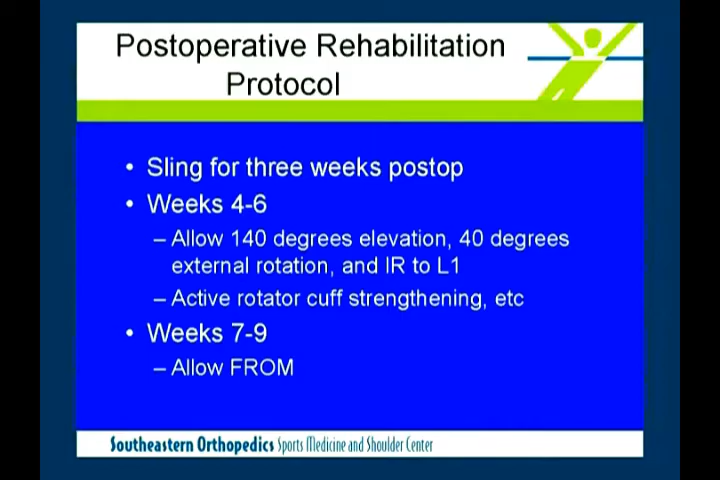 Postoperative Rehabilitation
Protocol
• Sling for three weeks postop
• Weeks 4-6
– Allow 140 degrees elevation, 40 degrees
external rotation, and IR to L1
– Active rotator cuff strengthening, etc
• Weeks 7-9
– Allow FROM
Southeastern Orthopedics Sports Medicine and Shoulder Center